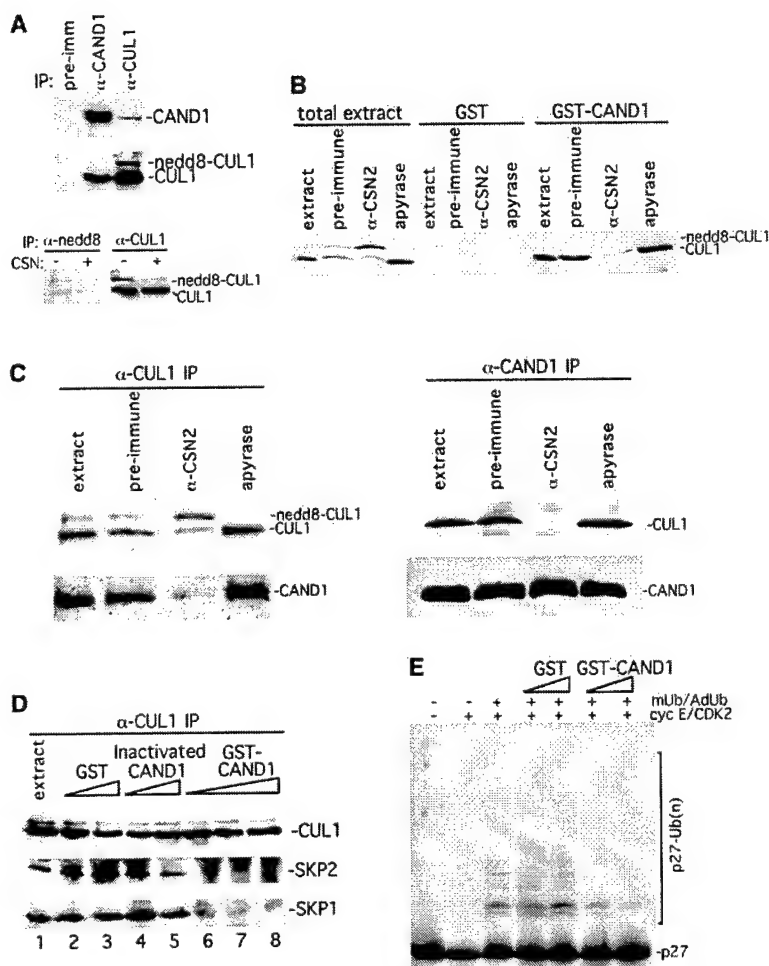 A
IP: pre-imm α-CAND1 α-CUL1
-CAND1
-nedd8-CUL1
-CUL1
IP: α-nedd8 α-CUL1
CSN: - + - +
-nedd8-CUL1
CUL1
B
total extract GST GST-CAND1
extract pre-immune α-CSN2 apyrase extract pre-immune α-CSN2 apyrase extract pre-immune α-CSN2 apyrase
-nedd8-CUL1
-CUL1
C
α-CUL1 IP
extract pre-immune α-CSN2 apyrase
-nedd8-CUL1
-CUL1
-CAND1
α-CAND1 IP
extract pre-immune α-CSN2 apyrase
-CUL1
-CAND1
D
α-CUL1 IP
extract GST Inactivated CAND1 GST-CAND1
-CUL1
-SKP2
-SKP1
1 2 3 4 5 6 7 8
E
GST GST-CAND1
- - + + + + + mUb/AdUb
- + + + + + + cyc E/CDK2
p27-Ub(n)
-p27